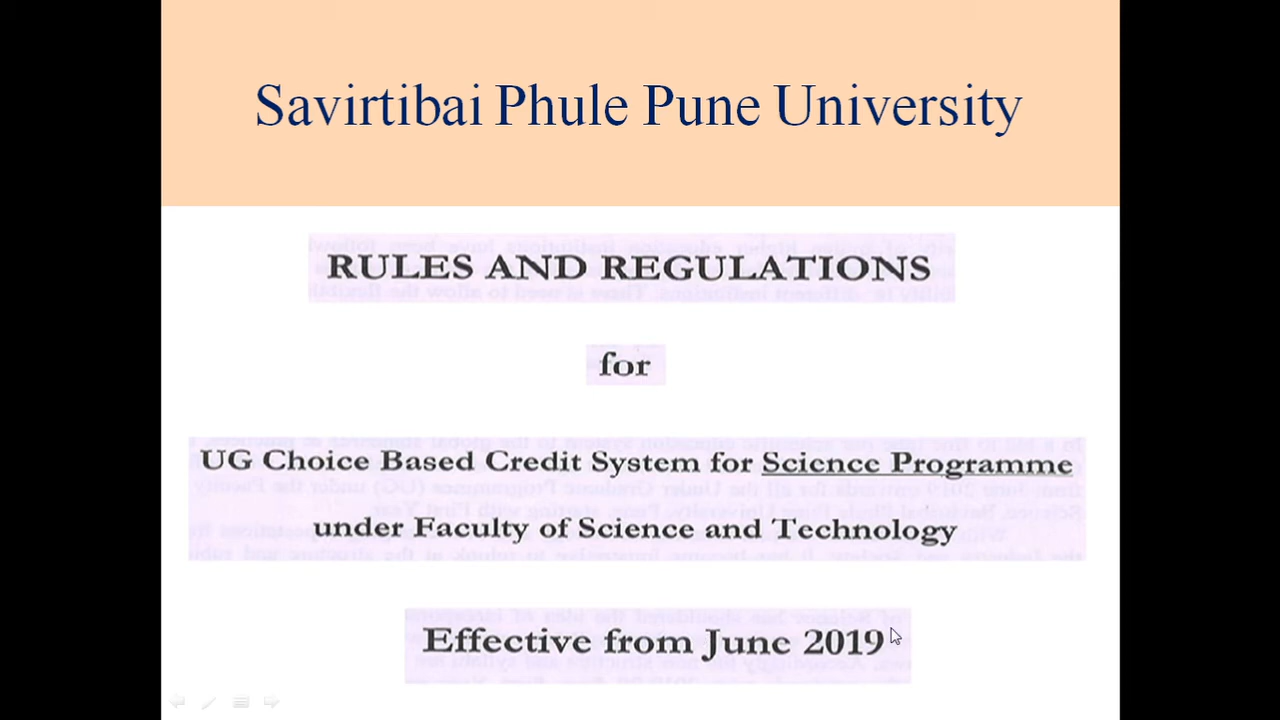 Savirtibai Phule Pune University
RULES AND REGULATIONS
for
UG Choice Based Credit System for Science Programme
under Faculty of Science and Technology
Effective from June 2019